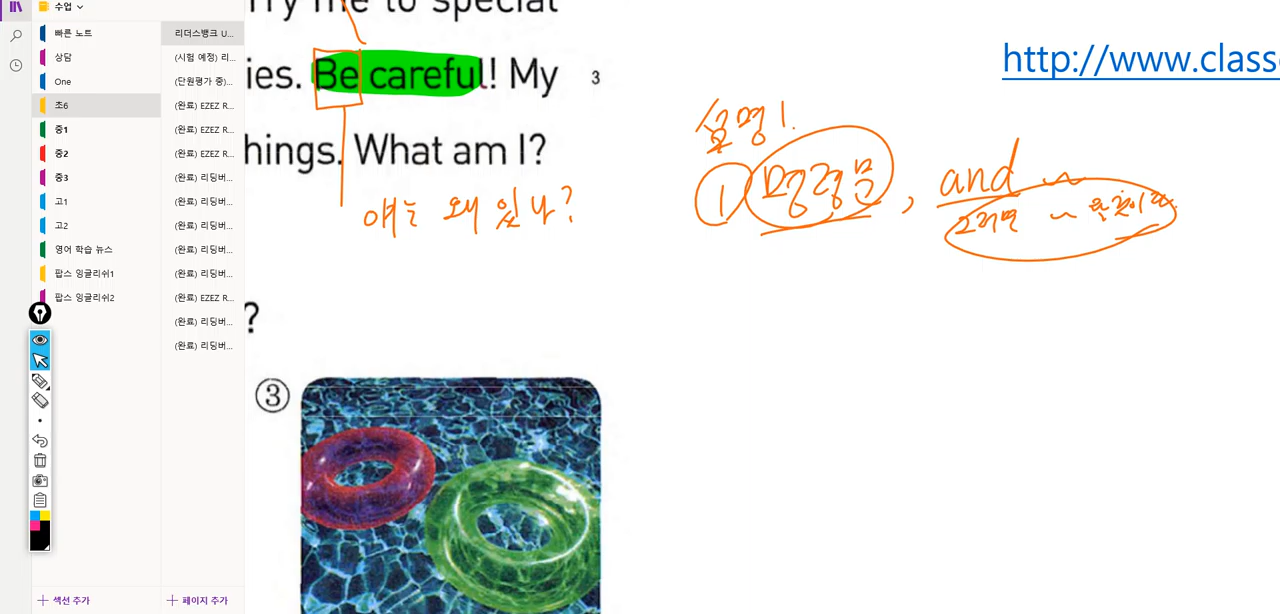 수업
빠른 노트
상담
One
초6
중1
중2
중3
고1
고2
영어 학습 뉴스
팝스 잉글리쉬1
팝스 잉글리쉬2
섹션 추가
리더스뱅크 U...
(시험 예정) 리...
(단원평가 중)...
(완료) EZEZ R...
(완료) EZEZ R...
(완료) EZEZ R...
(완료) 리딩버...
(완료) 리딩버...
(완료) 리딩버...
(완료) 리딩버...
(완료) 리딩버...
(완료) EZEZ R...
(완료) 리딩버...
(완료) 리딩버...
페이지 추가
Try me to special
ies. Be careful! My 3
hings. What am I?
얘는 왜 있나?
?
③
http://www.classe
설명 1.
① 명령문, and ~
그러면 ~ 할 것이다